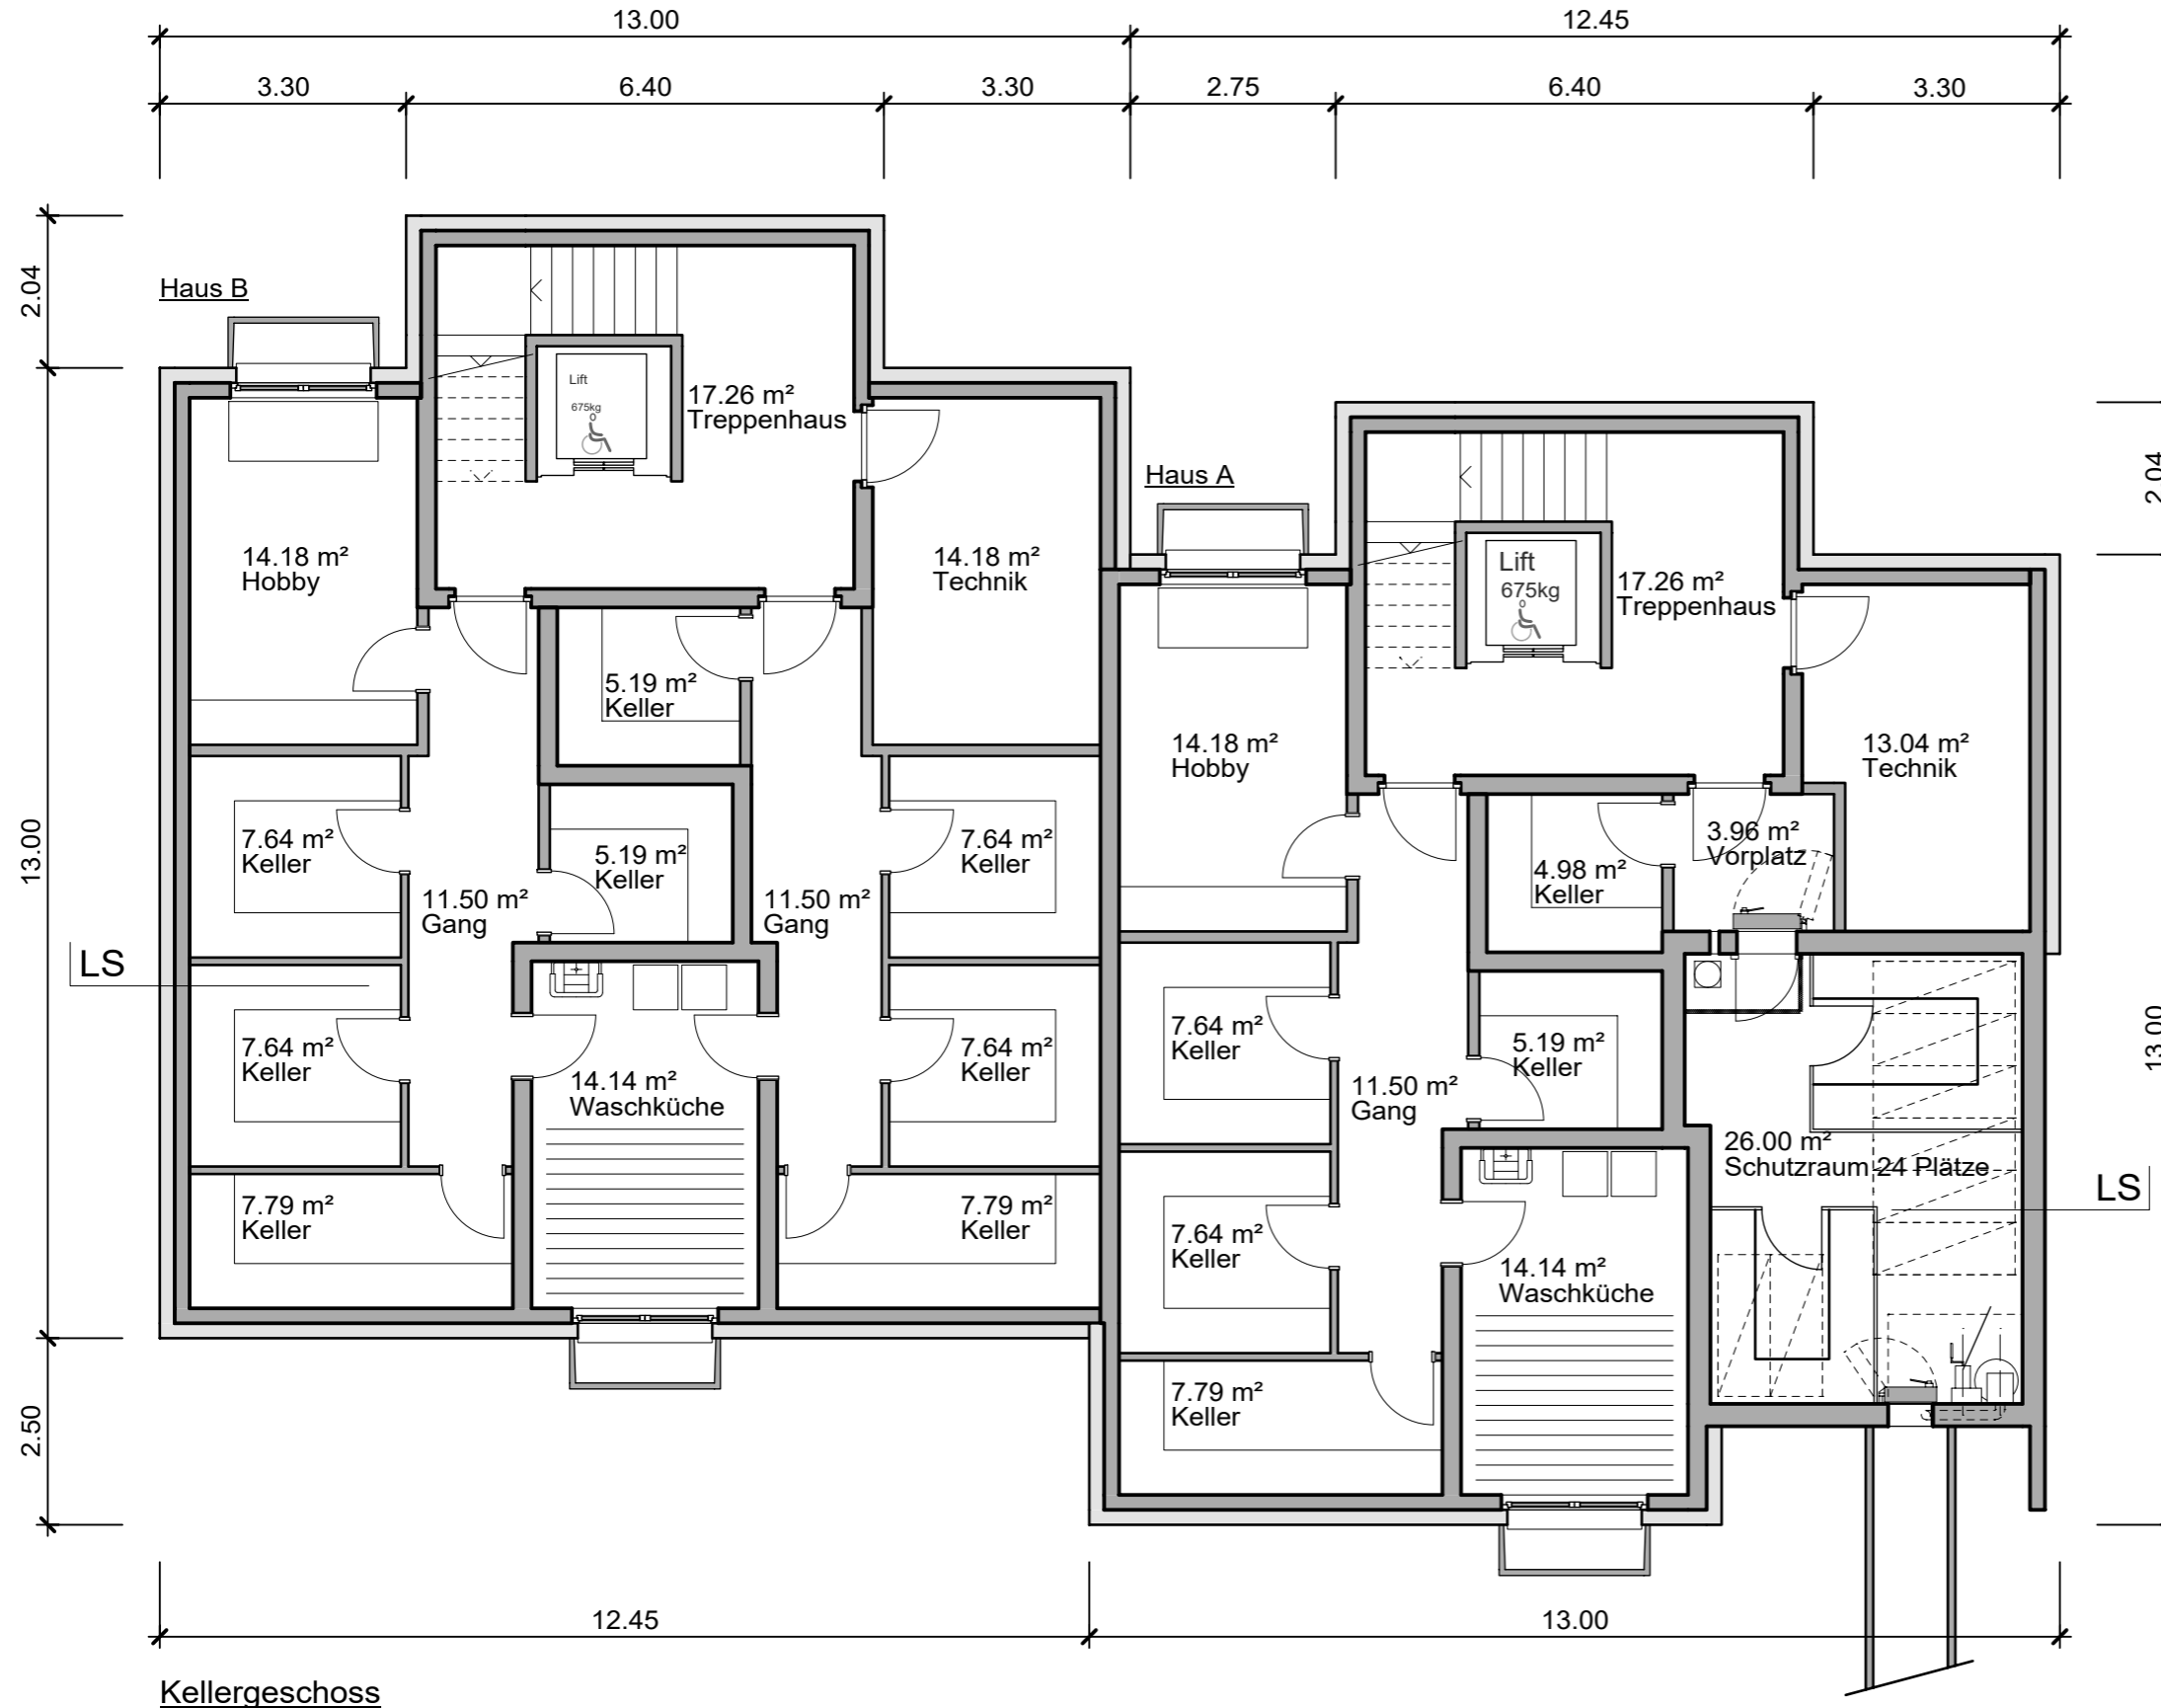 13.00
12.45
3.30
6.40
3.30
2.75
6.40
3.30
2.04
13.00
2.50
Haus B
Lift
675kg
17.26 m²
Treppenhaus
14.18 m²
Hobby
14.18 m²
Technik
5.19 m²
Keller
7.64 m²
Keller
5.19 m²
Keller
7.64 m²
Keller
11.50 m²
Gang
11.50 m²
Gang
LS
7.64 m²
Keller
7.64 m²
Keller
14.14 m²
Waschküche
7.79 m²
Keller
7.79 m²
Keller
Haus A
Lift
675kg
17.26 m²
Treppenhaus
14.18 m²
Hobby
13.04 m²
Technik
3.96 m²
Vorplatz
4.98 m²
Keller
7.64 m²
Keller
5.19 m²
Keller
11.50 m²
Gang
26.00 m²
Schutzraum 24 Plätze
LS
7.64 m²
Keller
14.14 m²
Waschküche
7.79 m²
Keller
2.04
13.00
12.45
13.00
Kellergeschoss